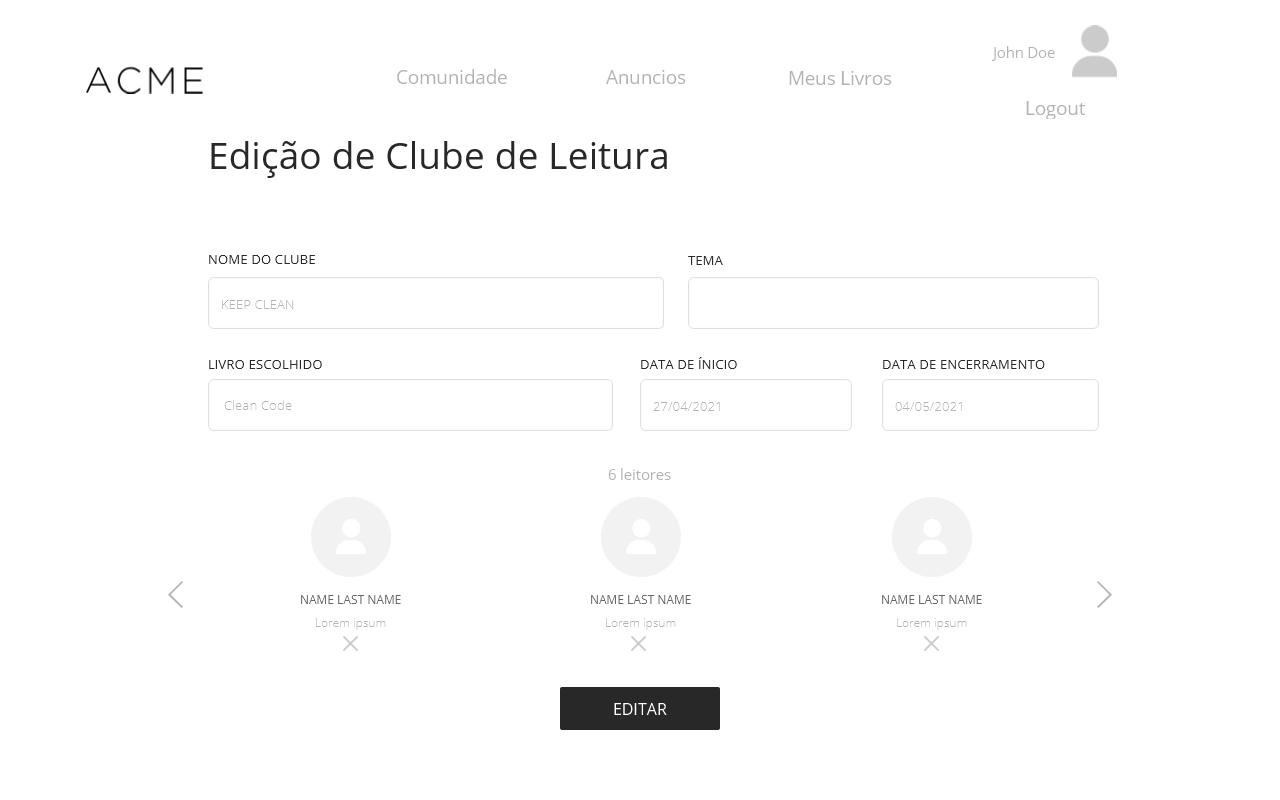 ACME
Comunidade
Anuncios
Meus Livros
John Doe
Logout
Edição de Clube de Leitura
NOME DO CLUBE
TEMA
KEEP CLEAN
LIVRO ESCOLHIDO
DATA DE ÍNICIO
DATA DE ENCERRAMENTO
Clean Code
27/04/2021
04/05/2021
6 leitores
NAME LAST NAME
NAME LAST NAME
NAME LAST NAME
Lorem ipsum
Lorem ipsum
Lorem ipsum
EDITAR